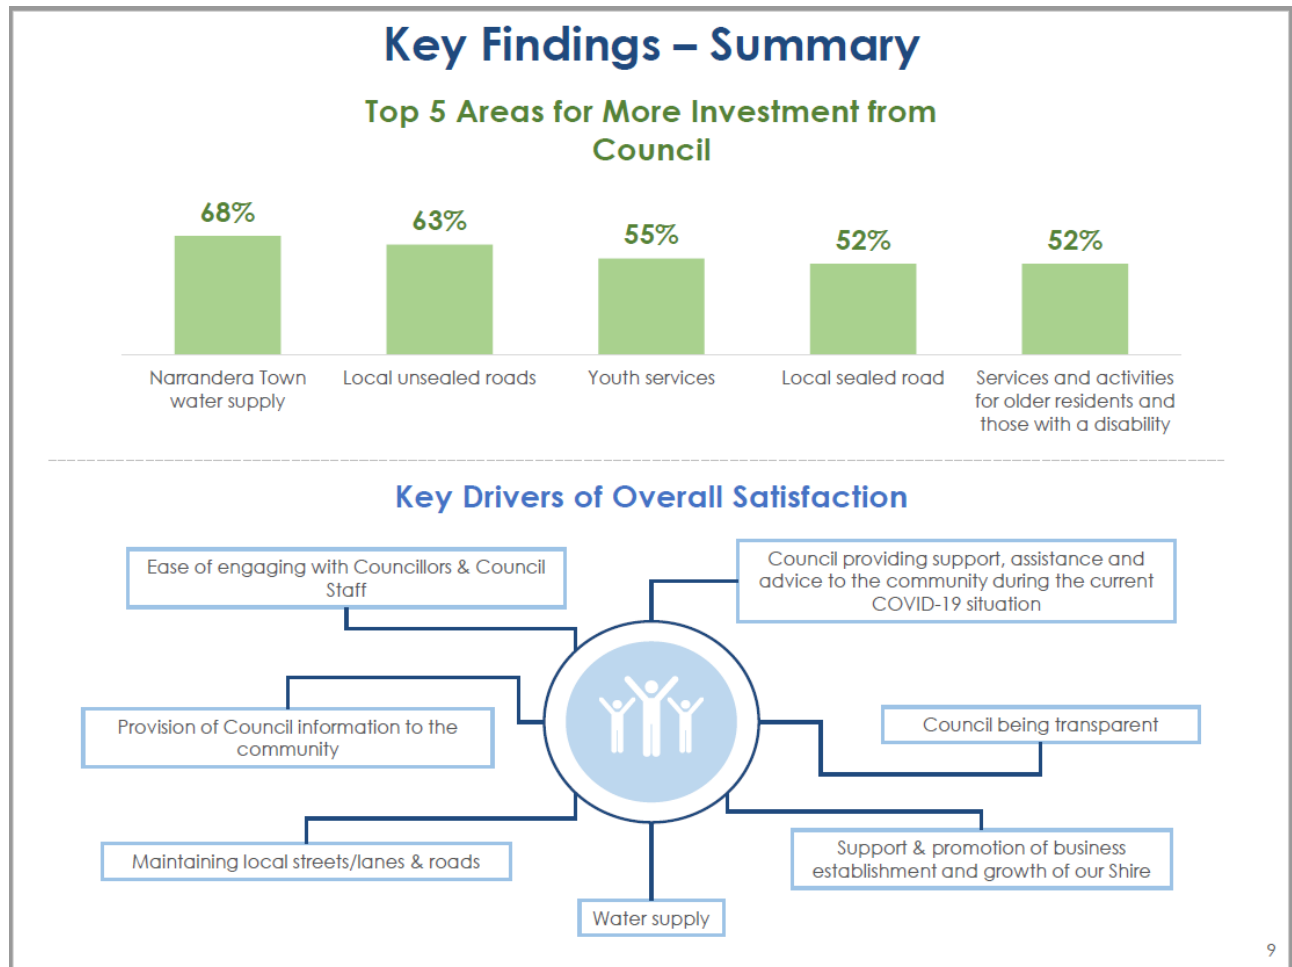 Key Findings – Summary
Top 5 Areas for More Investment from
Council
68%
63%
55%
52%
52%
Narrandera Town
water supply
Local unsealed roads
Youth services
Local sealed road
Services and activities
for older residents and
those with a disability
Key Drivers of Overall Satisfaction
Ease of engaging with Councillors & Council
Staff
Council providing support, assistance and
advice to the community during the current
COVID-19 situation
Provision of Council information to the
community
Council being transparent
Maintaining local streets/lanes & roads
Support & promotion of business
establishment and growth of our Shire
Water supply
9